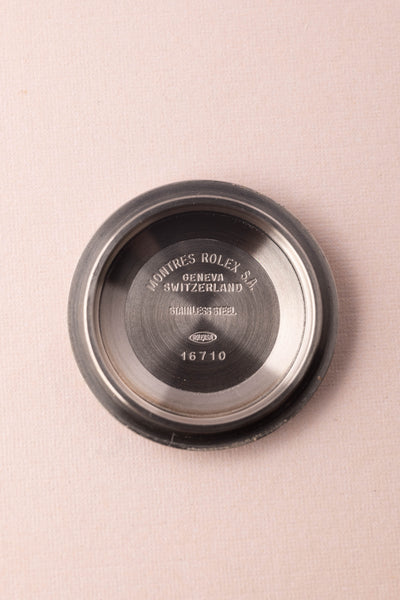 MONTRES ROLEX S.A.
GENEVA
SWITZERLAND
STAINLESS STEEL
16710